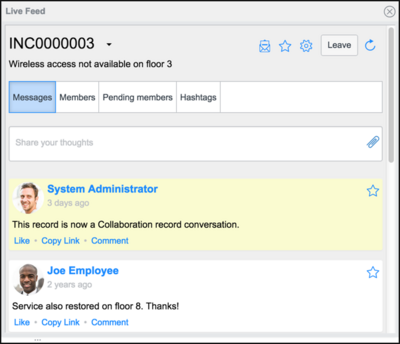 Live Feed
INC0000003
Leave
Wireless access not available on floor 3
Messages Members Pending members Hashtags
Share your thoughts
System Administrator
3 days ago
This record is now a Collaboration record conversation.
Like • Copy Link • Comment
Joe Employee
2 years ago
Service also restored on floor 8. Thanks!
Like • Copy Link • Comment
...